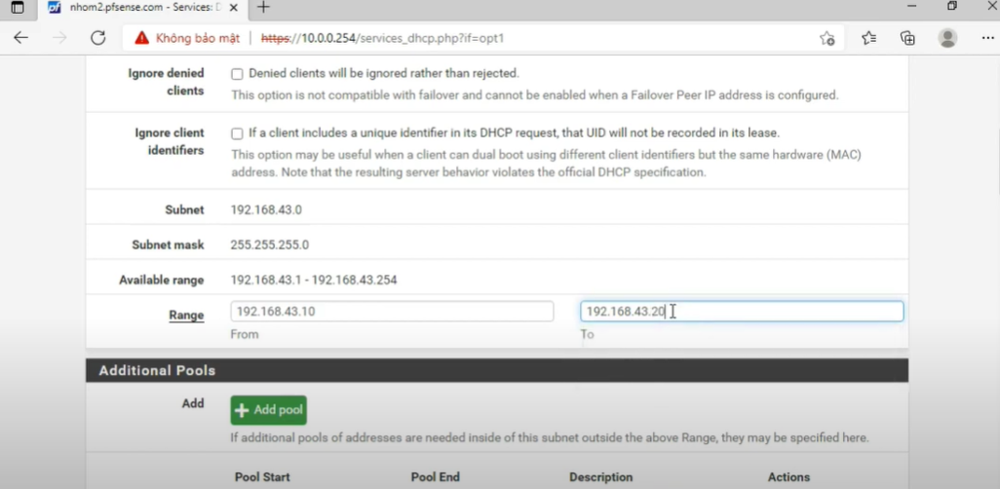 nhom2.pfsense.com - Services: D
Không bảo mật | https://10.0.0.254/services_dhcp.php?if=opt1
Ignore denied clients
Denied clients will be ignored rather than rejected.
This option is not compatible with failover and cannot be enabled when a Failover Peer IP address is configured.
Ignore client identifiers
If a client includes a unique identifier in its DHCP request, that UID will not be recorded in its lease.
This option may be useful when a client can dual boot using different client identifiers but the same hardware (MAC)
address. Note that the resulting server behavior violates the official DHCP specification.
Subnet 192.168.43.0
Subnet mask 255.255.255.0
Available range 192.168.43.1 - 192.168.43.254
Range 192.168.43.10 192.168.43.20
From To
Additional Pools
Add + Add pool
If additional pools of addresses are needed inside of this subnet outside the above Range, they may be specified here.
Pool Start Pool End Description Actions